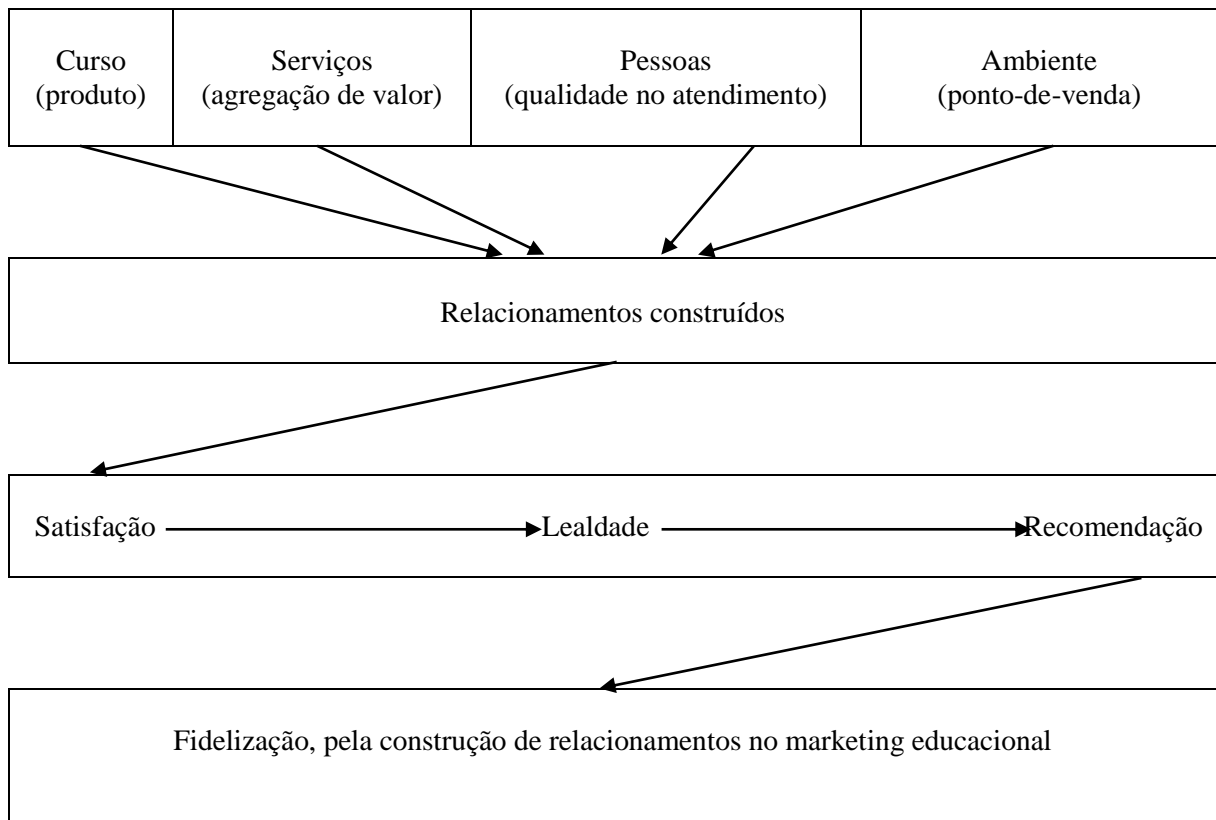 Curso
(produto)
Serviços
(agregação de valor)
Pessoas
(qualidade no atendimento)
Ambiente
(ponto-de-venda)
Relacionamentos construídos
Satisfação Lealdade Recomendação
Fidelização, pela construção de relacionamentos no marketing educacional